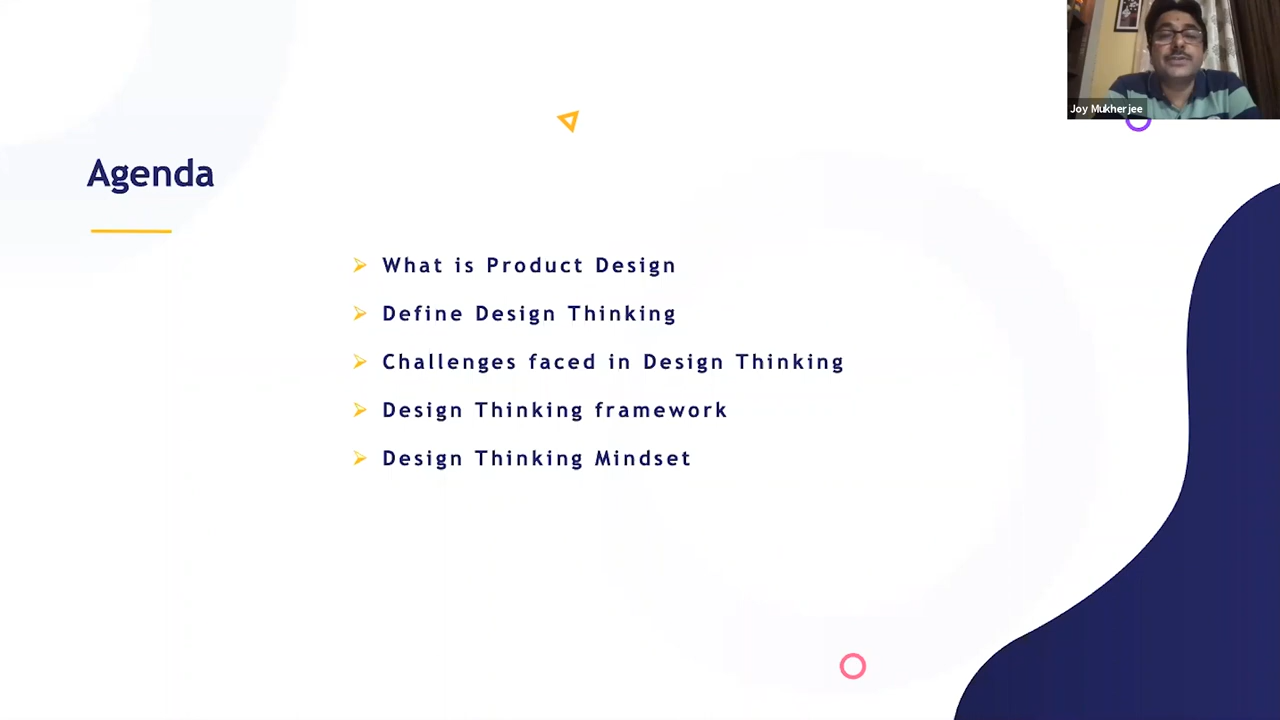 Joy Mukherjee
Agenda
What is Product Design
Define Design Thinking
Challenges faced in Design Thinking
Design Thinking framework
Design Thinking Mindset